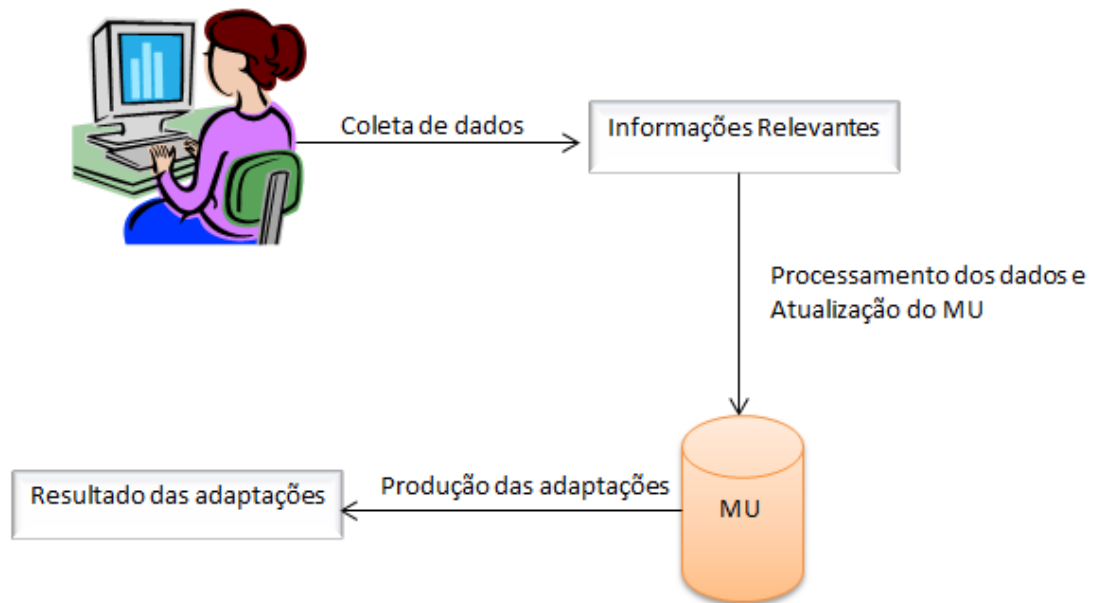 Coleta de dados
Informações Relevantes
Processamento dos dados e
Atualização do MU
MU
Produção das adaptações
Resultado das adaptações